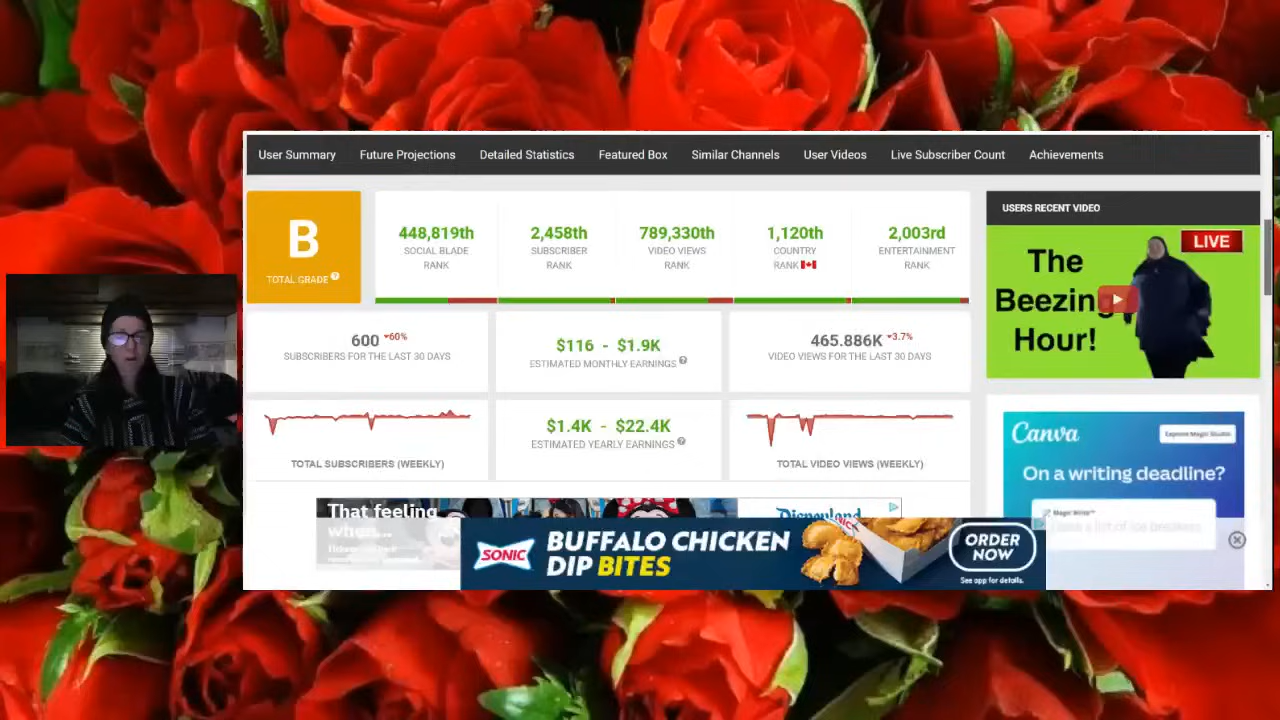 User Summary
Future Projections
Detailed Statistics
Featured Box
Similar Channels
User Videos
Live Subscriber Count
Achievements
B
TOTAL GRADE
448,819th
SOCIAL BLADE
RANK
2,458th
SUBSCRIBER
RANK
789,330th
VIDEO VIEWS
RANK
1,120th
COUNTRY
RANK
2,003rd
ENTERTAINMENT
RANK
USERS RECENT VIDEO
LIVE
The
Beezing
Hour!
600 60%
SUBSCRIBERS FOR THE LAST 30 DAYS
$116 - $1.9K
ESTIMATED MONTHLY EARNINGS
465.886K 3.7%
VIDEO VIEWS FOR THE LAST 30 DAYS
TOTAL SUBSCRIBERS (WEEKLY)
$1.4K - $22.4K
ESTIMATED YEARLY EARNINGS
TOTAL VIDEO VIEWS (WEEKLY)
Canva
On a writing deadline?
Magic Write
That feeling
when...
Disneyland
SONIC
BUFFALO CHICKEN
DIP BITES
SONIC
ORDER
NOW
See app for details.